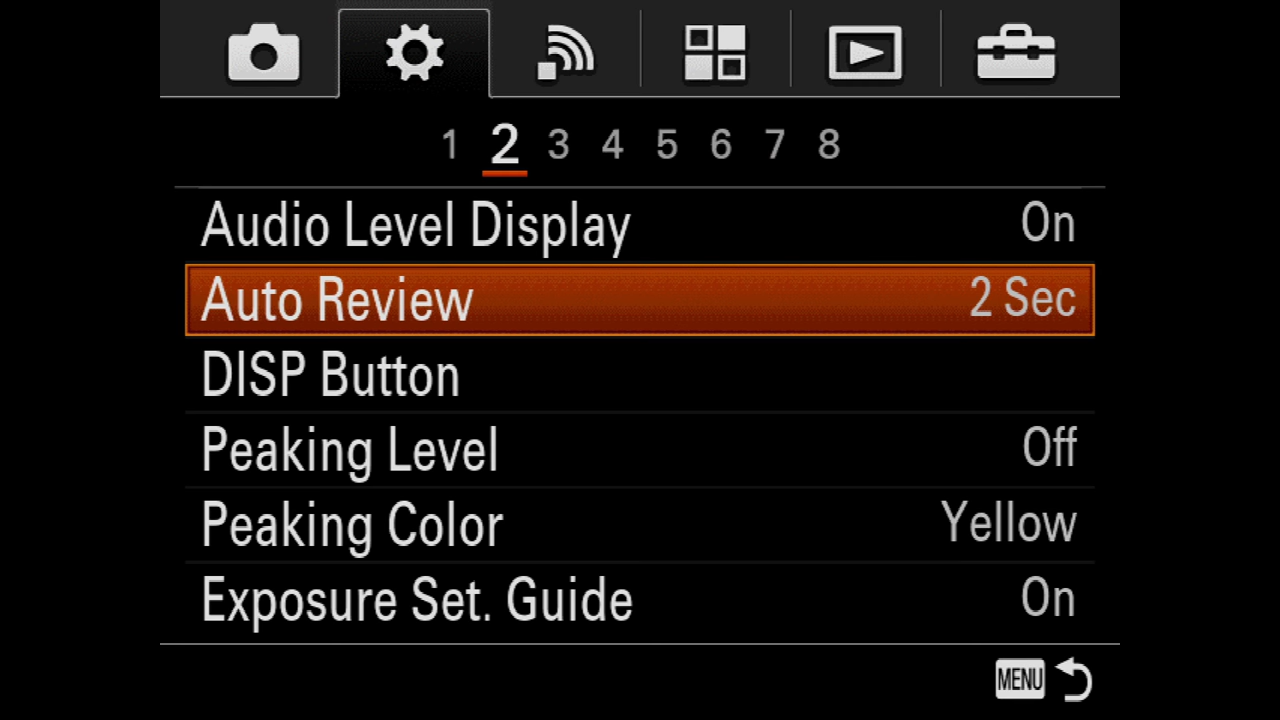 1 2 3 4 5 6 7 8
Audio Level Display On
Auto Review 2 Sec
DISP Button
Peaking Level Off
Peaking Color Yellow
Exposure Set. Guide On
MENU